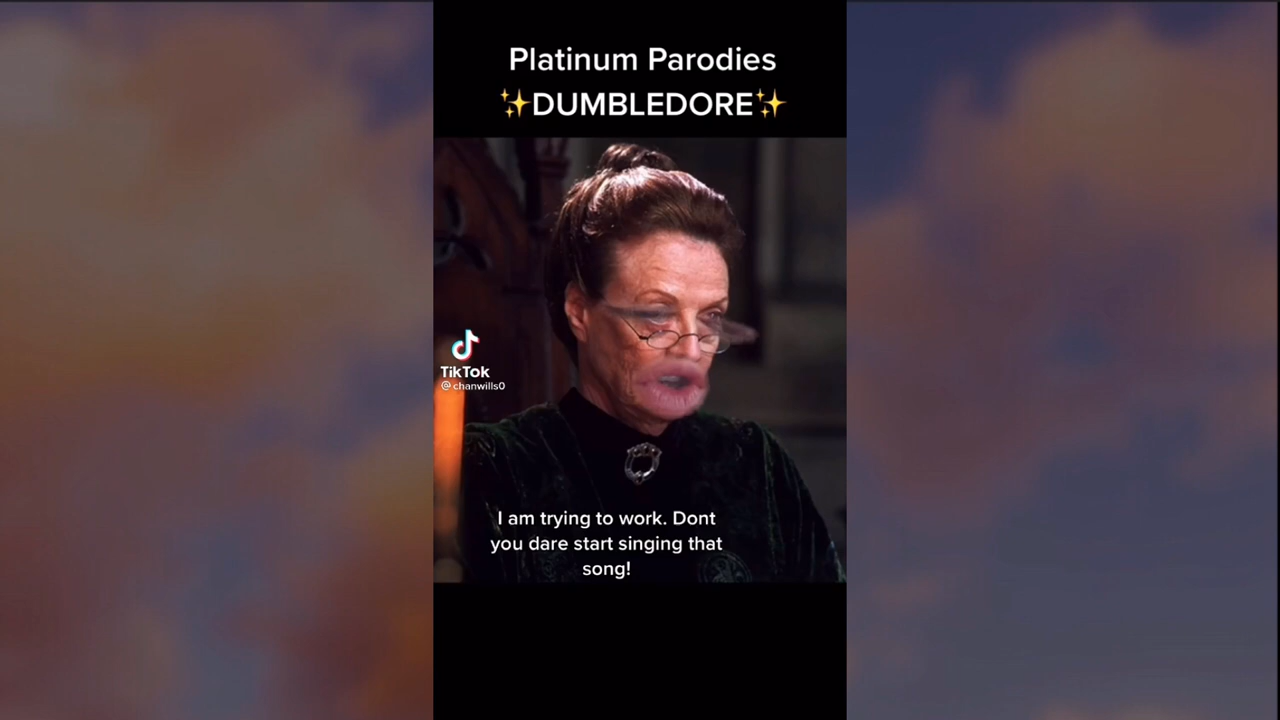 Platinum Parodies
✨DUMBLEDORE✨
TikTok
@chanwills0
I am trying to work. Dont
you dare start singing that
song!